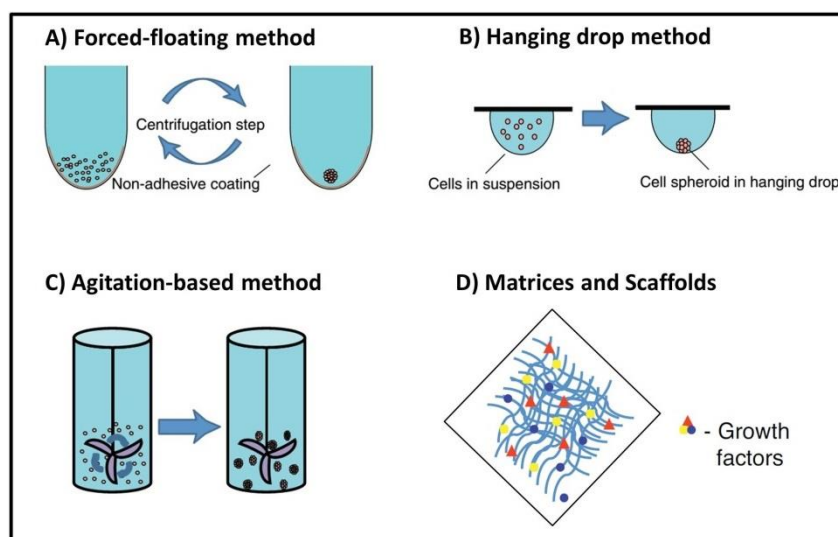 A) Forced-floating method
Centrifugation step
Non-adhesive coating
B) Hanging drop method
Cells in suspension
Cell spheroid in hanging drop
C) Agitation-based method
D) Matrices and Scaffolds
- Growth
factors